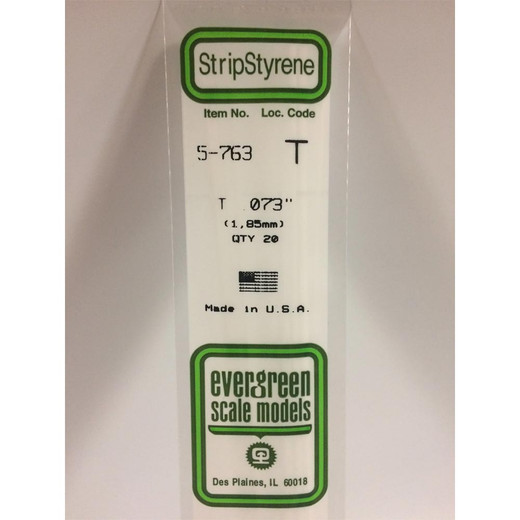 StripStyrene
Item No. Loc. Code
5-763 T
T .073"
(1,85mm)
QTY 20
Made in U.S.A.
evergreen
scale models
Des Plaines, IL 60018